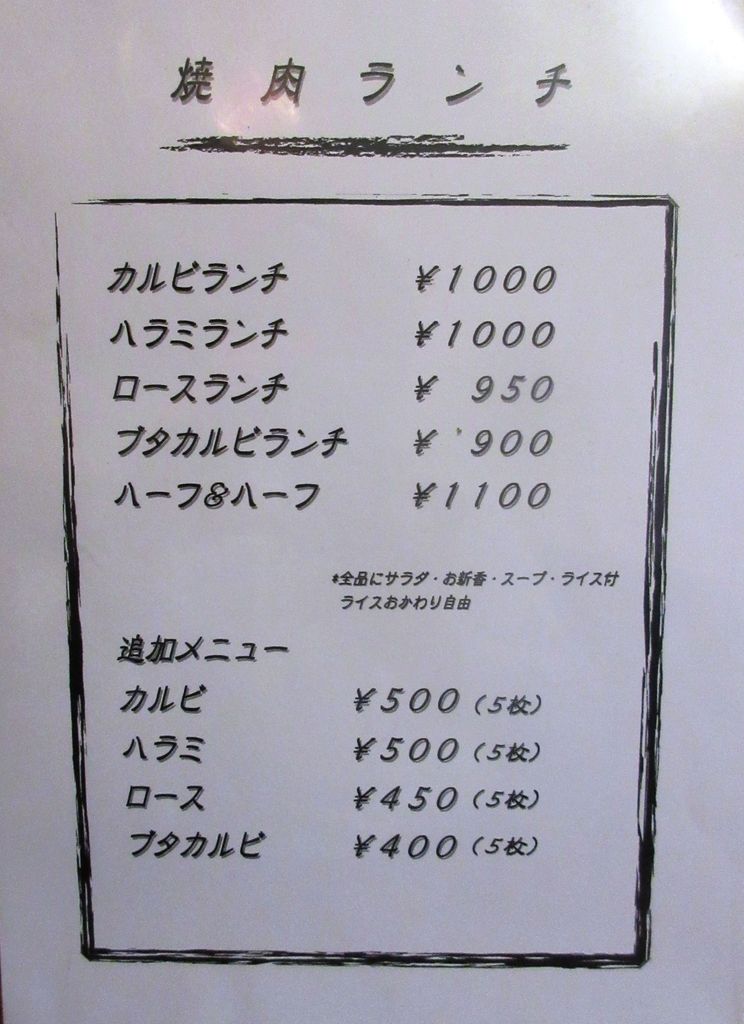 焼肉ランチ
カルビランチ ¥1000
ハラミランチ ¥1000
ロースランチ ¥ 950
ブタカルビランチ ¥ 900
ハーフ&ハーフ ¥1100
*全品にサラダ・お新香・スープ・ライス付
ライスおかわり自由
追加メニュー
カルビ ¥500(5枚)
ハラミ ¥500(5枚)
ロース ¥450(5枚)
ブタカルビ ¥400(5枚)